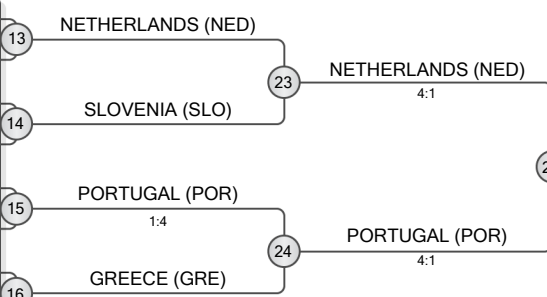 13
NETHERLANDS (NED)
23
NETHERLANDS (NED)
4:1
14
SLOVENIA (SLO)
15
PORTUGAL (POR)
1:4
24
PORTUGAL (POR)
4:1
16
GREECE (GRE)